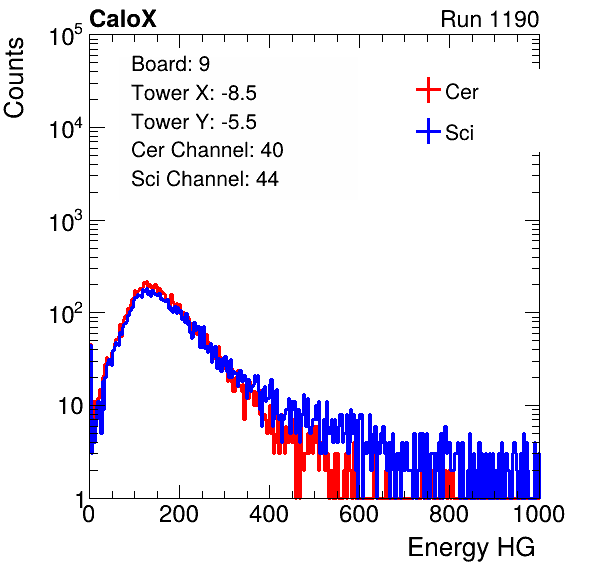 CaloX Run 1190
Counts
10^5
10^4
10^3
10^2
10
1
Board: 9
Tower X: -8.5
Tower Y: -5.5
Cer Channel: 40
Sci Channel: 44
Cer
Sci
0 200 400 600 800 1000
Energy HG